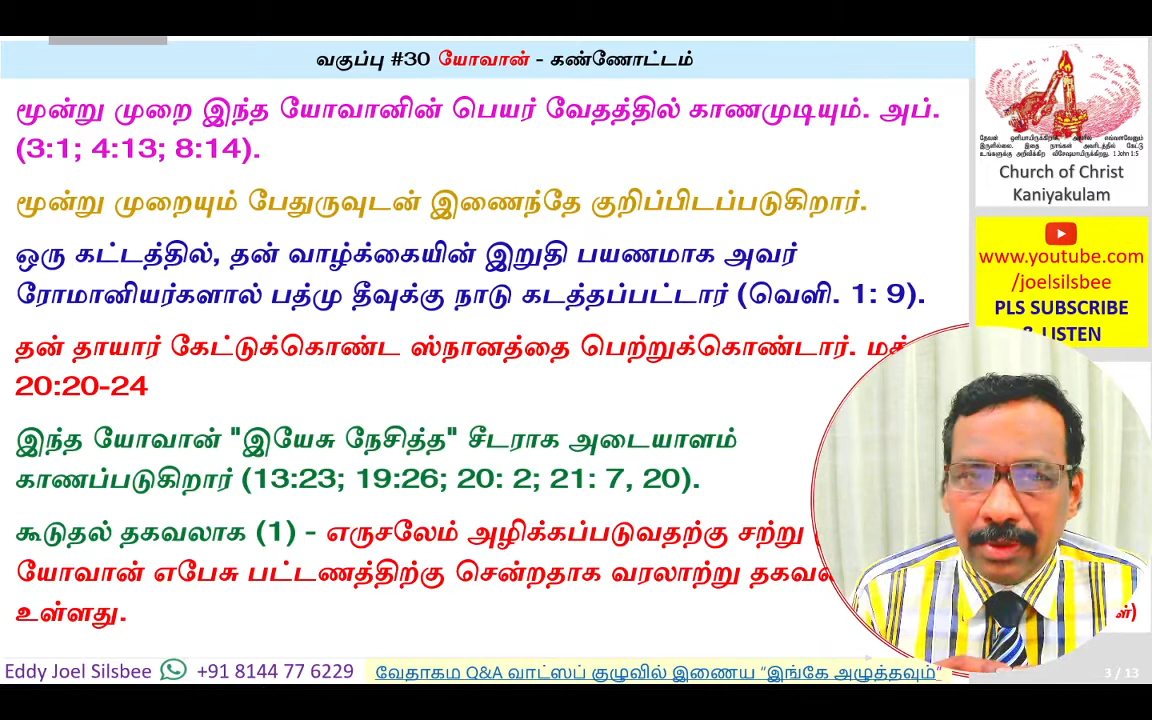 வகுப்பு #30 யோவான் - கண்ணோட்டம்
மூன்று முறை இந்த யோவானின் பெயர் வேதத்தில் காணமுடியும். அப்.
(3:1; 4:13; 8:14).
மூன்று முறையும் பேதுருவுடன் இணைந்தே குறிப்பிடப்படுகிறார்.
ஒரு கட்டத்தில், தன் வாழ்க்கையின் இறுதி பயணமாக அவர்
ரோமானியர்களால் பத்மு தீவுக்கு நாடு கடத்தப்பட்டார் (வெளி. 1: 9).
தன் தாயார் கேட்டுக்கொண்ட ஸ்நானத்தை பெற்றுக்கொண்டார்.
20:20-24
இந்த யோவான் "இயேசு நேசித்த" சீடராக அடையாளம்
காணப்படுகிறார் (13:23; 19:26; 20: 2; 21: 7, 20).
கூடுதல் தகவலாக (1) - எருசலேம் அழிக்கப்படுவதற்கு சற்று
யோவான் எபேசு பட்டணத்திற்கு சென்றதாக வரலாற்று
உள்ளது.
1 John 1:5
Church of Christ
Kaniyakulam
www.youtube.com
/joelsilsbee
PLS SUBSCRIBE
& LISTEN
Eddy Joel Silsbee +91 8144 77 6229 வேதாகம Q&A வாட்ஸப் குழுவில் இணைய "இங்கே அழுத்தவும்"
3 / 13